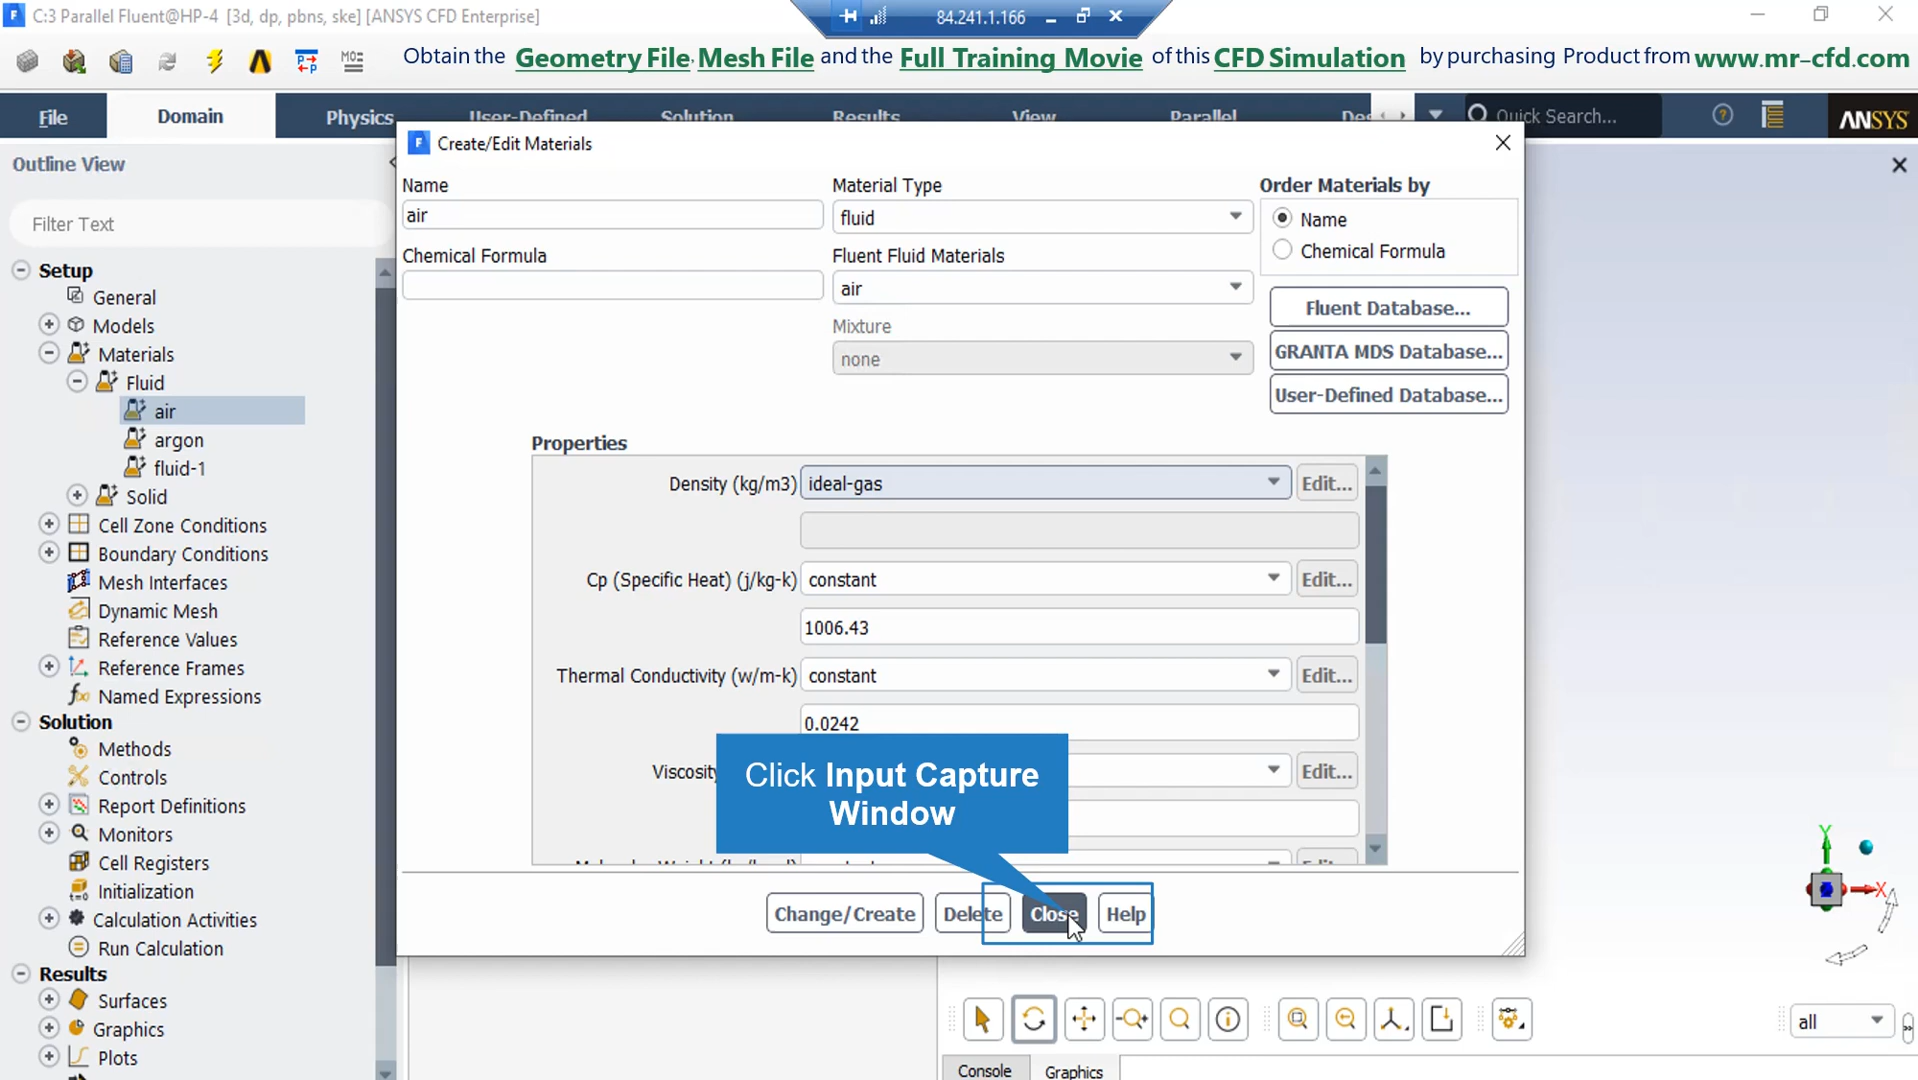 C:3 Parallel Fluent@HP-4 [3d, dp, pbns, ske] [ANSYS CFD Enterprise]
84.241.1.166
Obtain the Geometry File, Mesh File and the Full Training Movie of this CFD Simulation by purchasing Product from www.mr-cfd.com
File
Domain
Physics
User-Defined
Solution
Results
View
Parallel
Des
Quick Search...
ANSYS
Outline View
Filter Text
Setup
General
Models
Materials
Fluid
air
argon
fluid-1
Solid
Cell Zone Conditions
Boundary Conditions
Mesh Interfaces
Dynamic Mesh
Reference Values
Reference Frames
Named Expressions
Solution
Methods
Controls
Report Definitions
Monitors
Cell Registers
Initialization
Calculation Activities
Run Calculation
Results
Surfaces
Graphics
Plots
Create/Edit Materials
Name
air
Chemical Formula
Material Type
fluid
Fluent Fluid Materials
air
Mixture
none
Order Materials by
Name
Chemical Formula
Fluent Database...
GRANTA MDS Database...
User-Defined Database...
Properties
Density (kg/m3) ideal-gas Edit...
Cp (Specific Heat) (j/kg-k) constant Edit...
1006.43
Thermal Conductivity (w/m-k) constant Edit...
0.0242
Viscosity Edit...
Click Input Capture
Window
Change/Create
Delete
Close
Help
all
Console
Graphics
Y
X